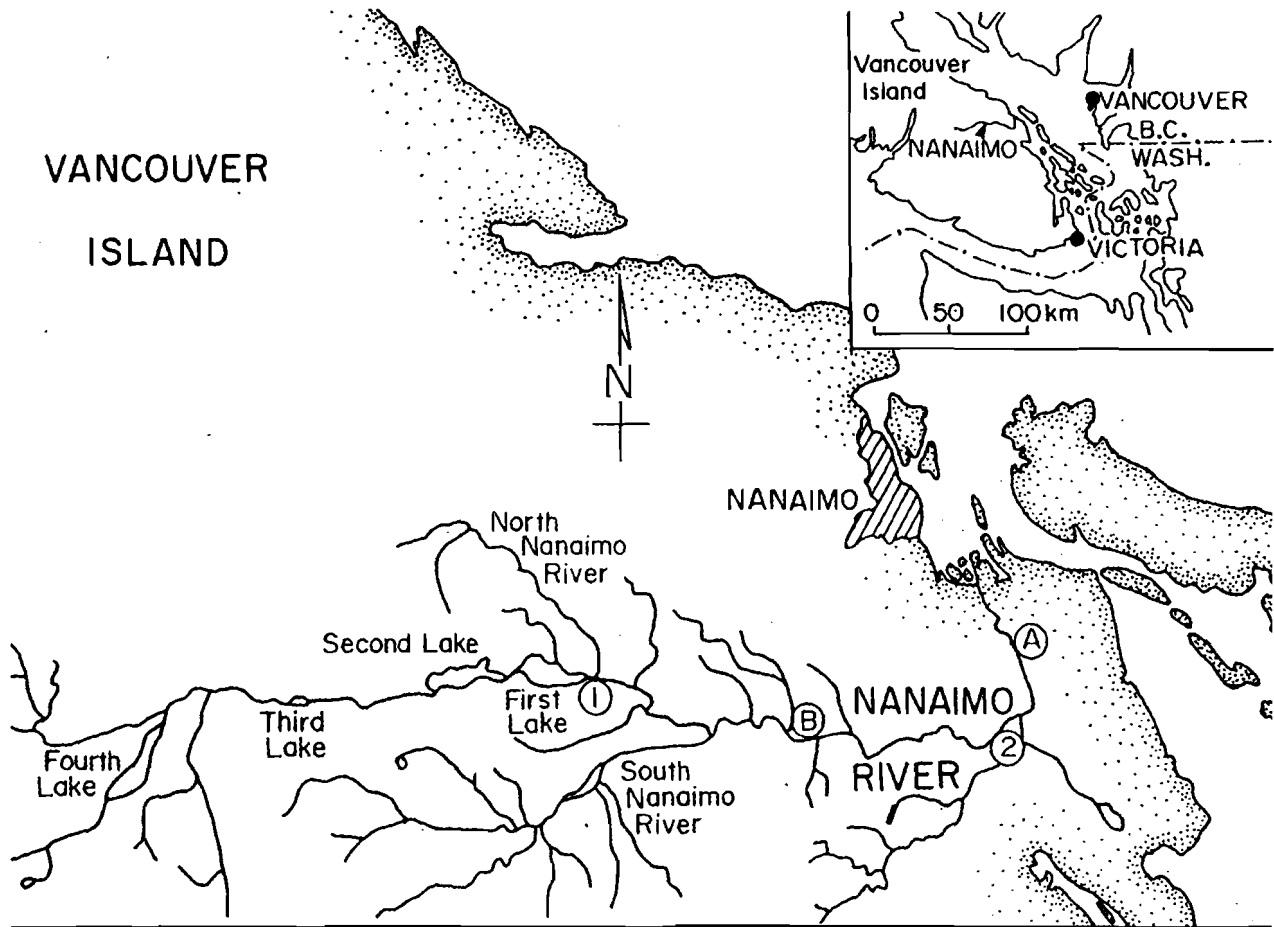 VANCOUVER
ISLAND
Vancouver
Island
VANCOUVER
B.C.
NANAIMO
WASH.
VICTORIA
0 50 100 km
N
NANAIMO
North
Nanaimo
River
Second Lake
A
First
Lake
1
Third
Lake
B
NANAIMO
RIVER
2
Fourth
Lake
South
Nanaimo
River